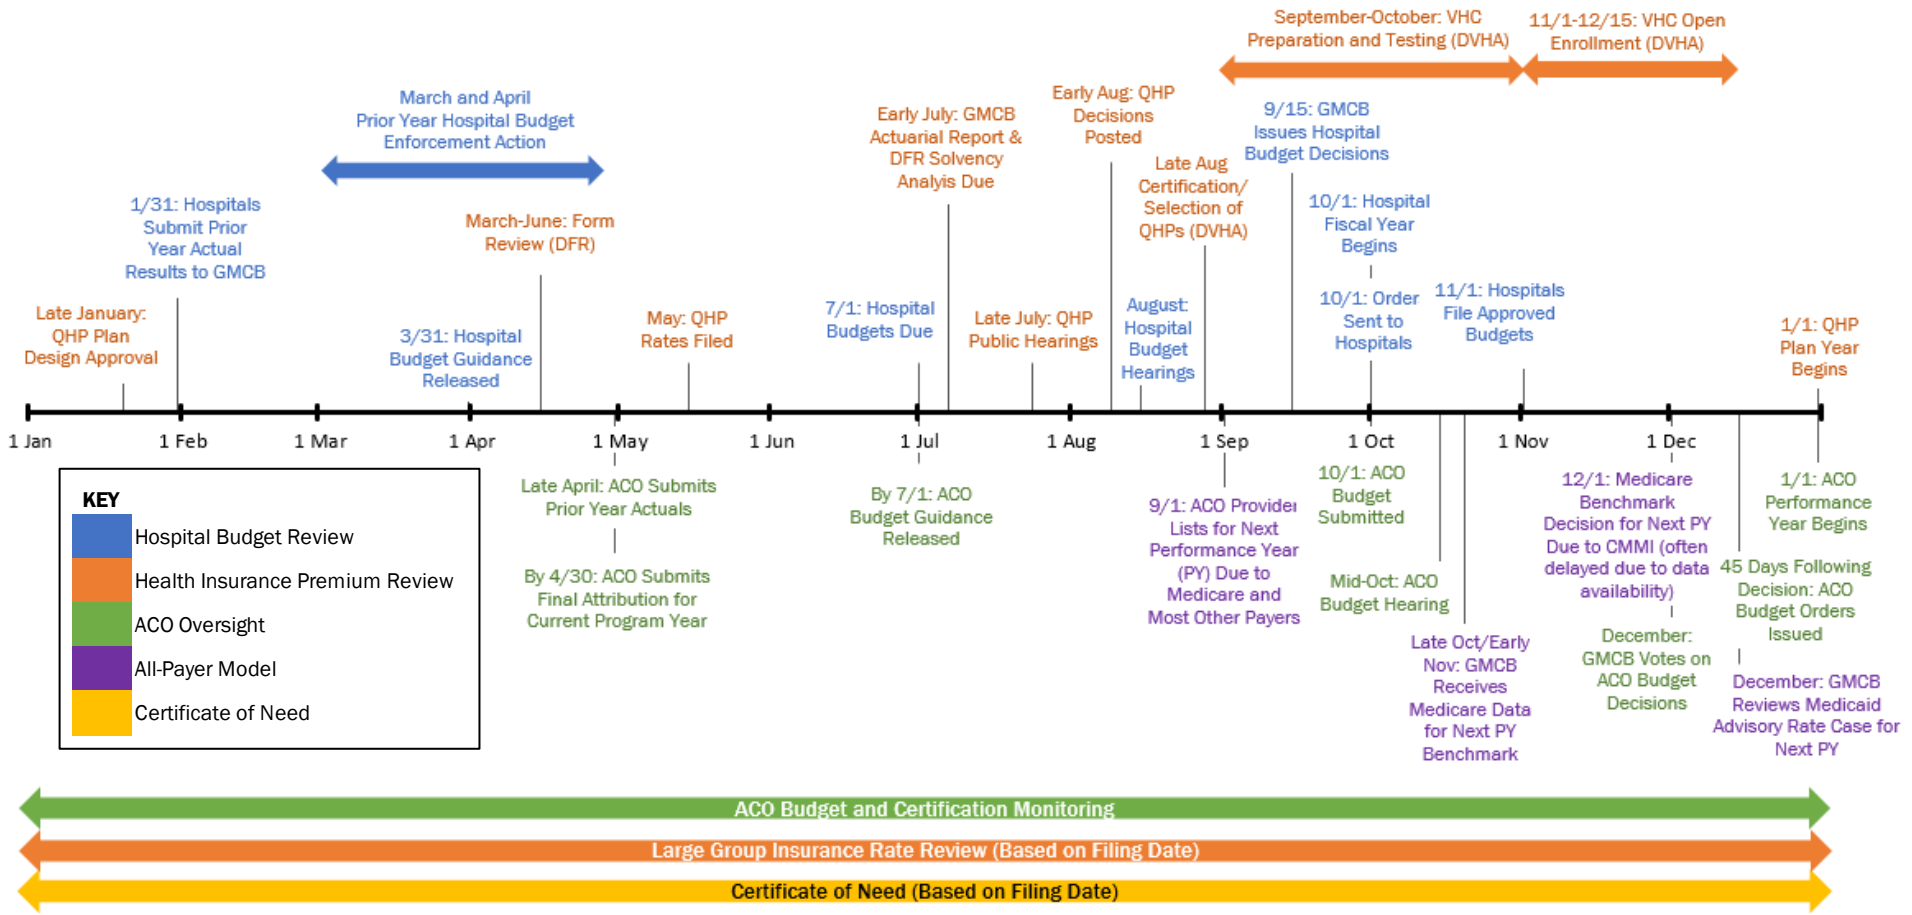 September-October: VHC
Preparation and Testing (DVHA)
11/1-12/15: VHC Open
Enrollment (DVHA)
March and April
Prior Year Hospital Budget
Enforcement Action
Early July: GMCB
Actuarial Report &
DFR Solvency
Analyis Due
Early Aug: QHP
Decisions
Posted
9/15: GMCB
Issues Hospital
Budget Decisions
Late Aug
Certification/
Selection of
QHPs (DVHA)
1/31: Hospitals
Submit Prior
Year Actual
Results to GMCB
March-June: Form
Review (DFR)
10/1: Hospital
Fiscal Year
Begins
Late January:
QHP Plan
Design Approval
3/31: Hospital
Budget Guidance
Released
May: QHP
Rates Filed
7/1: Hospital
Budgets Due
Late July: QHP
Public Hearings
August:
Hospital
Budget
Hearings
10/1: Order
Sent to
Hospitals
11/1: Hospitals
File Approved
Budgets
1/1: QHP
Plan Year
Begins
1 Jan
1 Feb
1 Mar
1 Apr
1 May
1 Jun
1 Jul
1 Aug
1 Sep
1 Oct
1 Nov
1 Dec
KEY
Hospital Budget Review
Health Insurance Premium Review
ACO Oversight
All-Payer Model
Certificate of Need
Late April: ACO Submits
Prior Year Actuals
By 4/30: ACO Submits
Final Attribution for
Current Program Year
By 7/1: ACO
Budget Guidance
Released
9/1: ACO Provider
Lists for Next
Performance Year
(PY) Due to
Medicare and
Most Other Payers
10/1: ACO
Budget
Submitted
Mid-Oct: ACO
Budget Hearing
Late Oct/Early
Nov: GMCB
Receives
Medicare Data
for Next PY
Benchmark
12/1: Medicare
Benchmark
Decision for Next PY
Due to CMMI (often
delayed due to data
availability)
December:
GMCB Votes on
ACO Budget
Decisions
1/1: ACO
Performance
Year Begins
45 Days Following
Decision: ACO
Budget Orders
Issued
December: GMCB
Reviews Medicaid
Advisory Rate Case for
Next PY
ACO Budget and Certification Monitoring
Large Group Insurance Rate Review (Based on Filing Date)
Certificate of Need (Based on Filing Date)